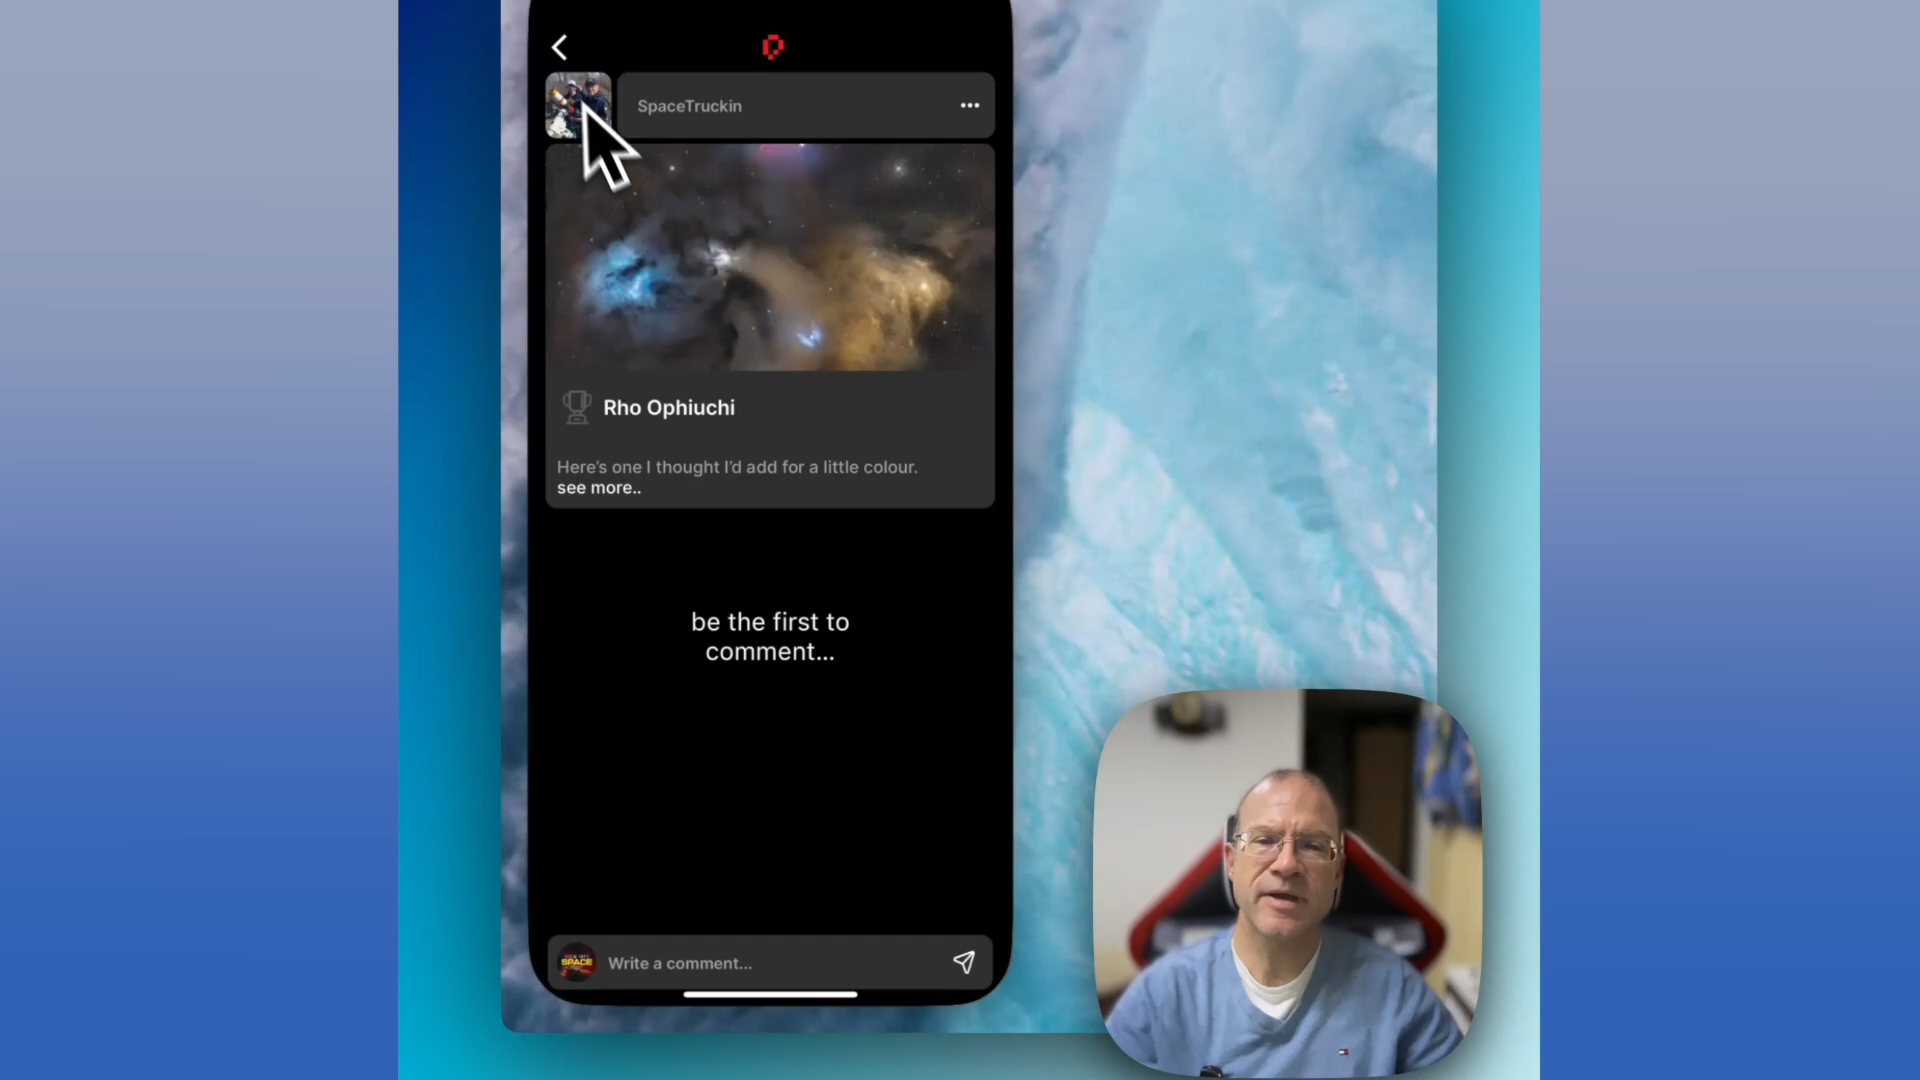 SpaceTruckin
Rho Ophiuchi
Here's one I thought I'd add for a little colour.
see more..
be the first to
comment...
SPACE
Write a comment...